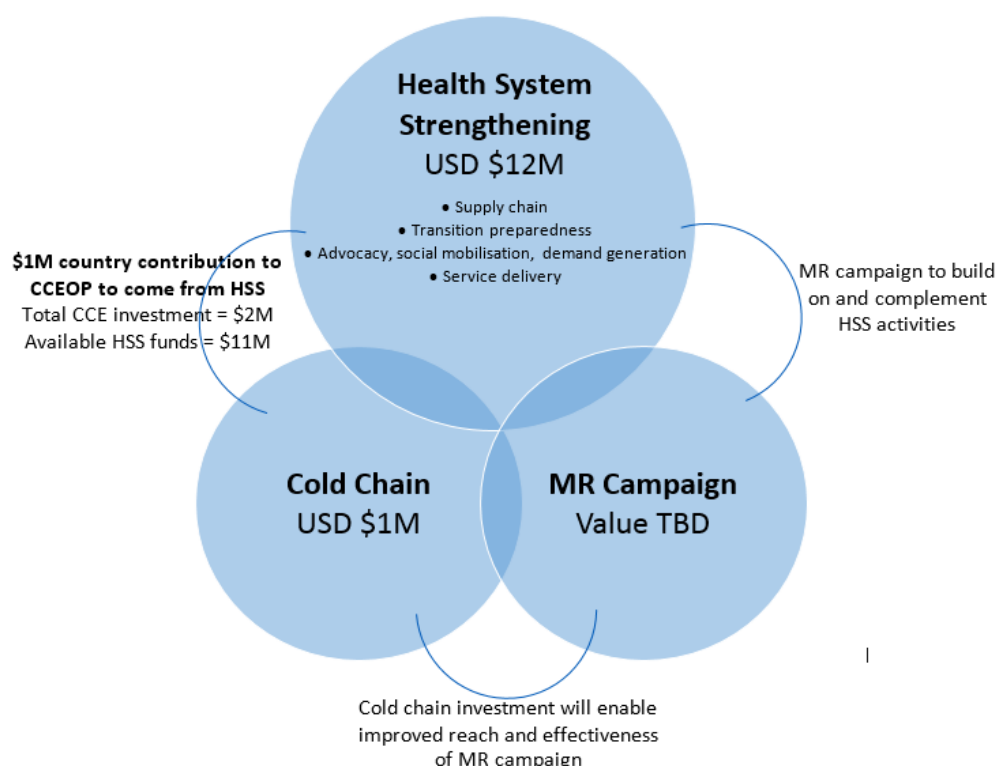 Health System
Strengthening
USD $12M
● Supply chain
● Transition preparedness
● Advocacy, social mobilisation, demand generation
● Service delivery
$1M country contribution to
CCEOP to come from HSS
Total CCE investment = $2M
Available HSS funds = $11M
MR campaign to build
on and complement
HSS activities
Cold Chain
USD $1M
MR Campaign
Value TBD
Cold chain investment will enable
improved reach and effectiveness
of MR campaign